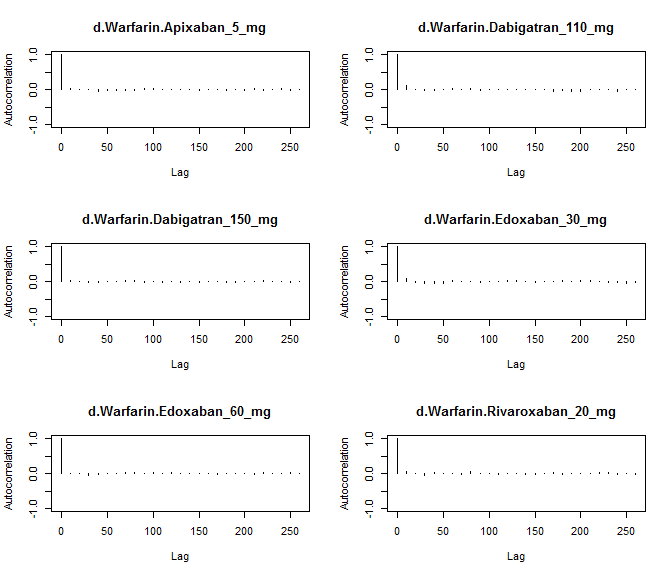 d.Warfarin.Apixaban_5_mg
Autocorrelation
1.0
0.0
-1.0
0 50 100 150 200 250
Lag
d.Warfarin.Dabigatran_110_mg
Autocorrelation
1.0
0.0
-1.0
0 50 100 150 200 250
Lag
d.Warfarin.Dabigatran_150_mg
Autocorrelation
1.0
0.0
-1.0
0 50 100 150 200 250
Lag
d.Warfarin.Edoxaban_30_mg
Autocorrelation
1.0
0.0
-1.0
0 50 100 150 200 250
Lag
d.Warfarin.Edoxaban_60_mg
Autocorrelation
1.0
0.0
-1.0
0 50 100 150 200 250
Lag
d.Warfarin.Rivaroxaban_20_mg
Autocorrelation
1.0
0.0
-1.0
0 50 100 150 200 250
Lag